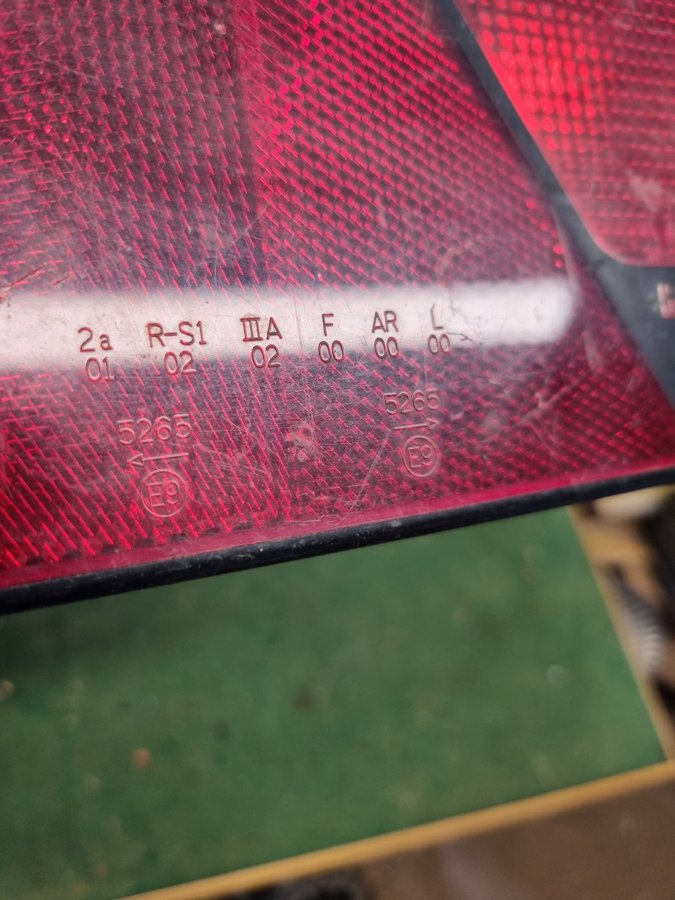 2a R-S1 IIIA F AR L
01 02 02 00 00 00
5265 5265
← →
E9 E9